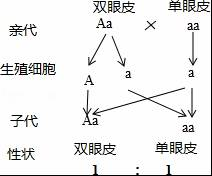 双眼皮 单眼皮
亲代 Aa × aa
生殖细胞 A a a
子代 Aa aa
性状 双眼皮 单眼皮
1 : 1